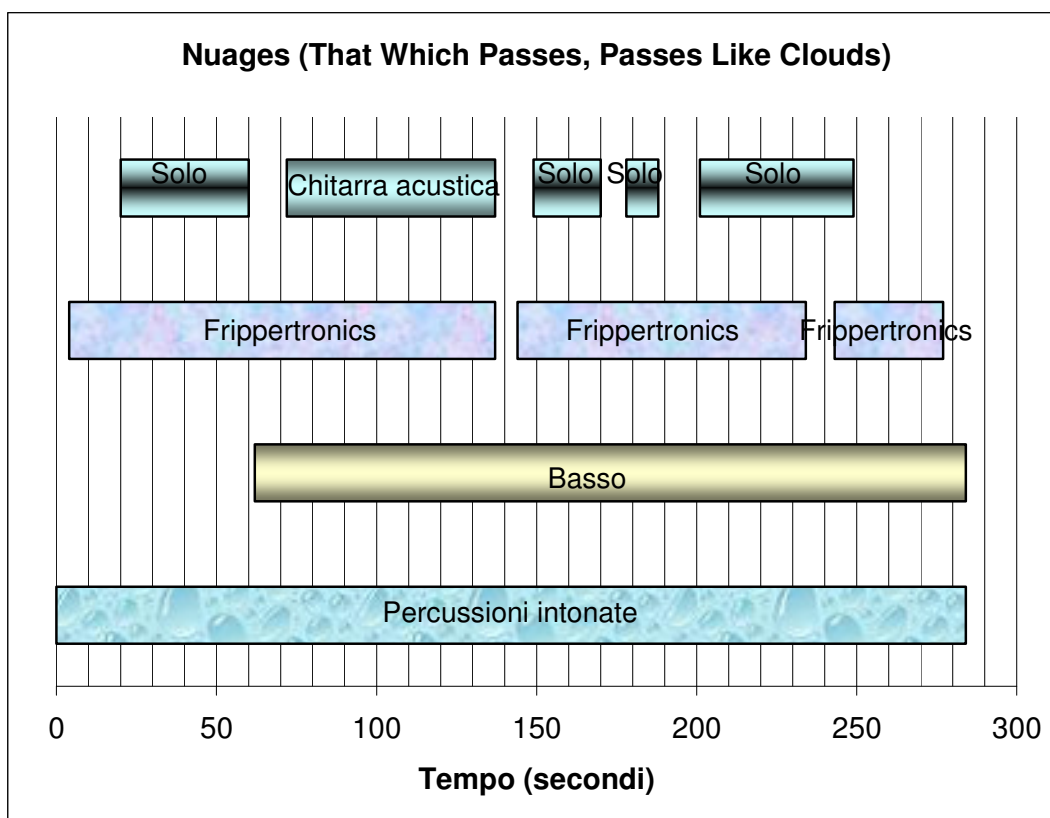 Nuages (That Which Passes, Passes Like Clouds)
Solo
Chitarra acustica
Solo
Solo
Solo
Frippertronics
Frippertronics
Frippertronics
Basso
Percussioni intonate
0 50 100 150 200 250 300
Tempo (secondi)